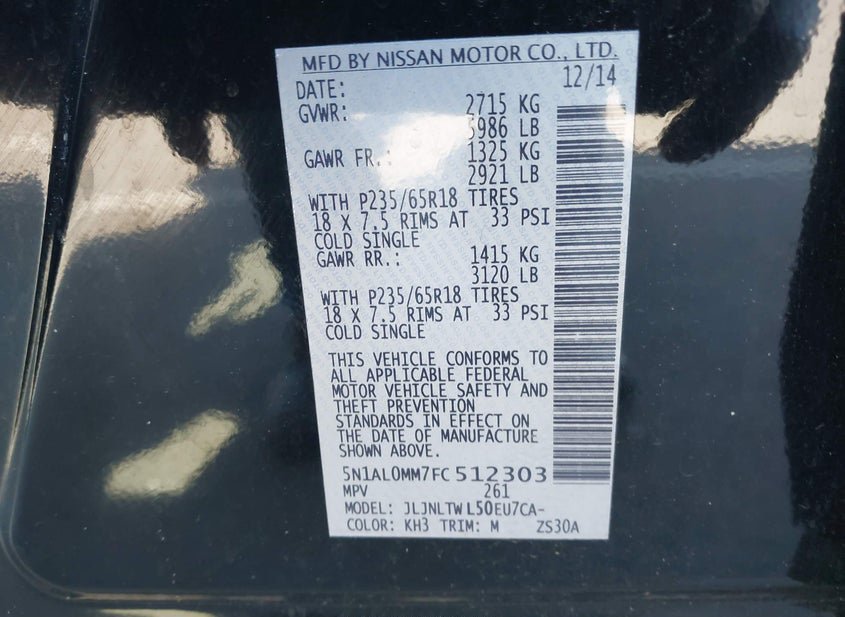 MFD BY NISSAN MOTOR CO., LTD.
DATE: 12/14
GVWR: 2715 KG
5986 LB
GAWR FR.: 1325 KG
2921 LB
WITH P235/65R18 TIRES
18 X 7.5 RIMS AT 33 PSI
COLD SINGLE
GAWR RR.: 1415 KG
3120 LB
WITH P235/65R18 TIRES
18 X 7.5 RIMS AT 33 PSI
COLD SINGLE
THIS VEHICLE CONFORMS TO
ALL APPLICABLE FEDERAL
MOTOR VEHICLE SAFETY AND
THEFT PREVENTION
STANDARDS IN EFFECT ON
THE DATE OF MANUFACTURE
SHOWN ABOVE.
5N1AL0MM7FC512303
MPV 261
MODEL: JLJNLTWL50EU7CA-
COLOR: KH3 TRIM: M ZS30A